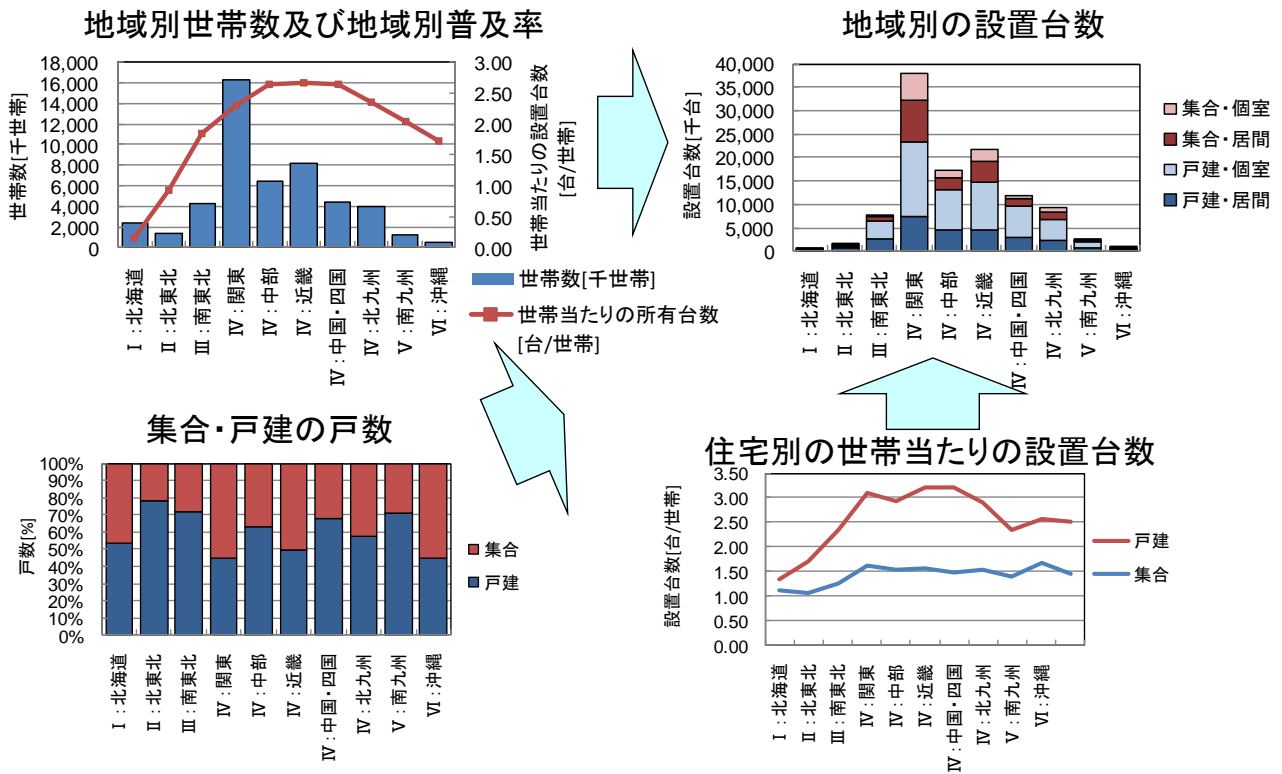 地域別世帯数及び地域別普及率
18,000
16,000
14,000
12,000
10,000
8,000
6,000
4,000
2,000
0
世帯数[千世帯]
3.00
2.50
2.00
1.50
1.00
0.50
0.00
世帯当たりの設置台数
[台/世帯]
Ⅰ:北海道
Ⅱ:北東北
Ⅲ:南東北
Ⅳ:関東
Ⅳ:中部
Ⅳ:近畿
Ⅳ:中国・四国
Ⅳ:北九州
Ⅴ:南九州
Ⅵ:沖縄
世帯数[千世帯]
世帯当たりの所有台数
[台/世帯]
地域別の設置台数
40,000
35,000
30,000
25,000
20,000
15,000
10,000
5,000
0
設置台数[千台]
Ⅰ:北海道
Ⅱ:北東北
Ⅲ:南東北
Ⅳ:関東
Ⅳ:中部
Ⅳ:近畿
Ⅳ:中国・四国
Ⅳ:北九州
Ⅴ:南九州
Ⅵ:沖縄
集合・個室
集合・居間
戸建・個室
戸建・居間
集合・戸建の戸数
100%
90%
80%
70%
60%
50%
40%
30%
20%
10%
0%
戸数[%]
Ⅰ:北海道
Ⅱ:北東北
Ⅲ:南東北
Ⅳ:関東
Ⅳ:中部
Ⅳ:近畿
Ⅳ:中国・四国
Ⅳ:北九州
Ⅴ:南九州
Ⅵ:沖縄
集合
戸建
住宅別の世帯当たりの設置台数
3.50
3.00
2.50
2.00
1.50
1.00
0.50
0.00
設置台数[台/世帯]
Ⅰ:北海道
Ⅱ:北東北
Ⅲ:南東北
Ⅳ:関東
Ⅳ:中部
Ⅳ:近畿
Ⅳ:中国・四国
Ⅳ:北九州
Ⅴ:南九州
Ⅵ:沖縄
戸建
集合